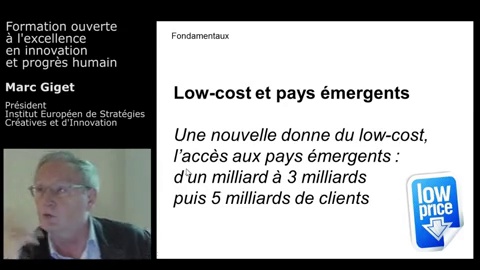 Formation ouverte
à l'excellence
en innovation
et progrès humain
Marc Giget
Président
Institut Européen de Stratégies
Créatives et d'Innovation
Fondamentaux
Low-cost et pays émergents
Une nouvelle donne du low-cost,
l'accès aux pays émergents :
d'un milliard à 3 milliards
puis 5 milliards de clients
low
price